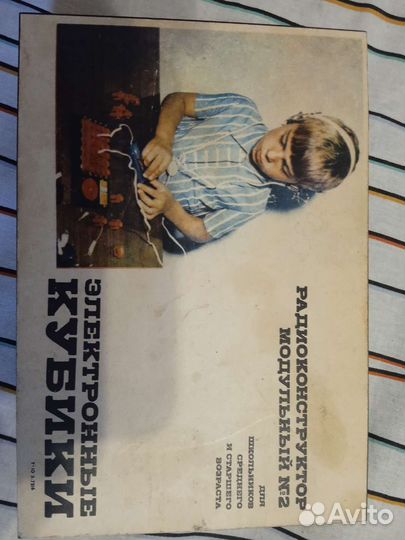 РАДИОКОНСТРУКТОР
МОДУЛЬНЫЙ №2
ДЛЯ
ШКОЛЬНИКОВ
СРЕДНЕГО
И СТАРШЕГО
ВОЗРАСТА
ЭЛЕКТРОННЫЕ
КУБИКИ
Avito